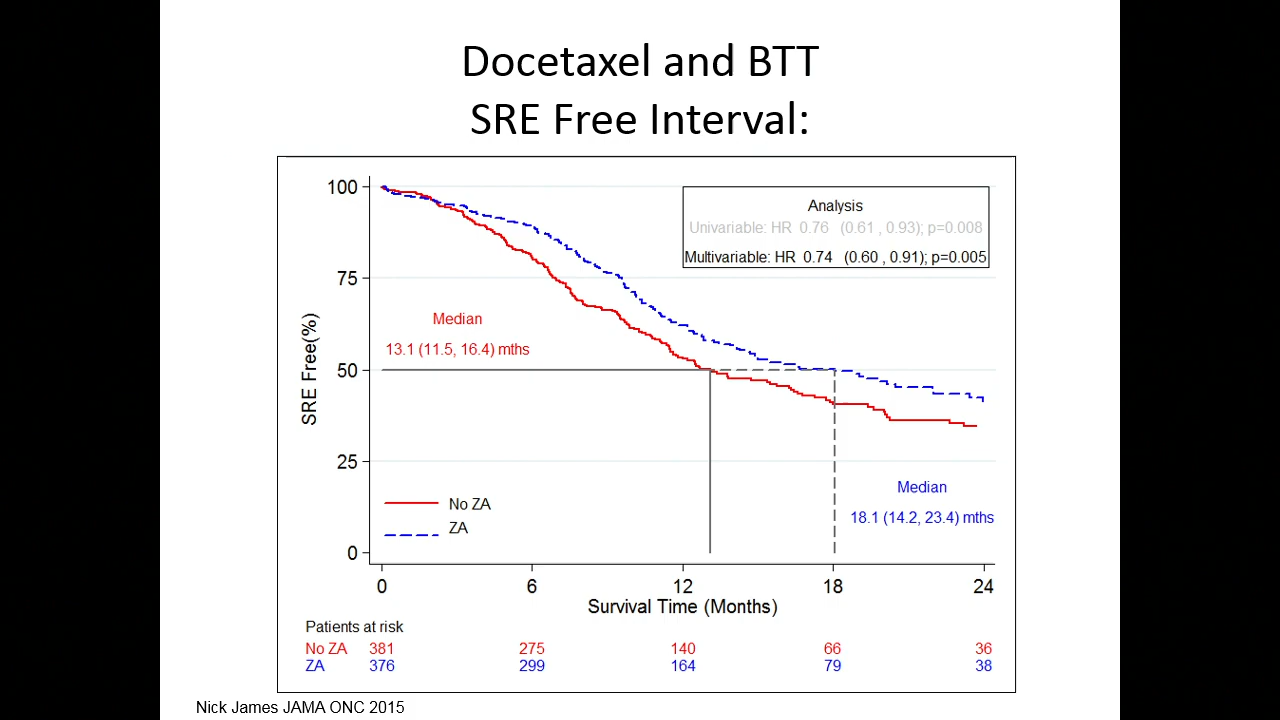 Docetaxel and BTT
SRE Free Interval:
100
75
50
25
0
SRE Free(%)
Analysis
Univariable: HR 0.76 (0.61 , 0.93); p=0.008
Multivariable: HR 0.74 (0.60 , 0.91); p=0.005
Median
13.1 (11.5, 16.4) mths
Median
18.1 (14.2, 23.4) mths
No ZA
ZA
0 6 12 18 24
Survival Time (Months)
Patients at risk
No ZA 381 275 140 66 36
ZA 376 299 164 79 38
Nick James JAMA ONC 2015